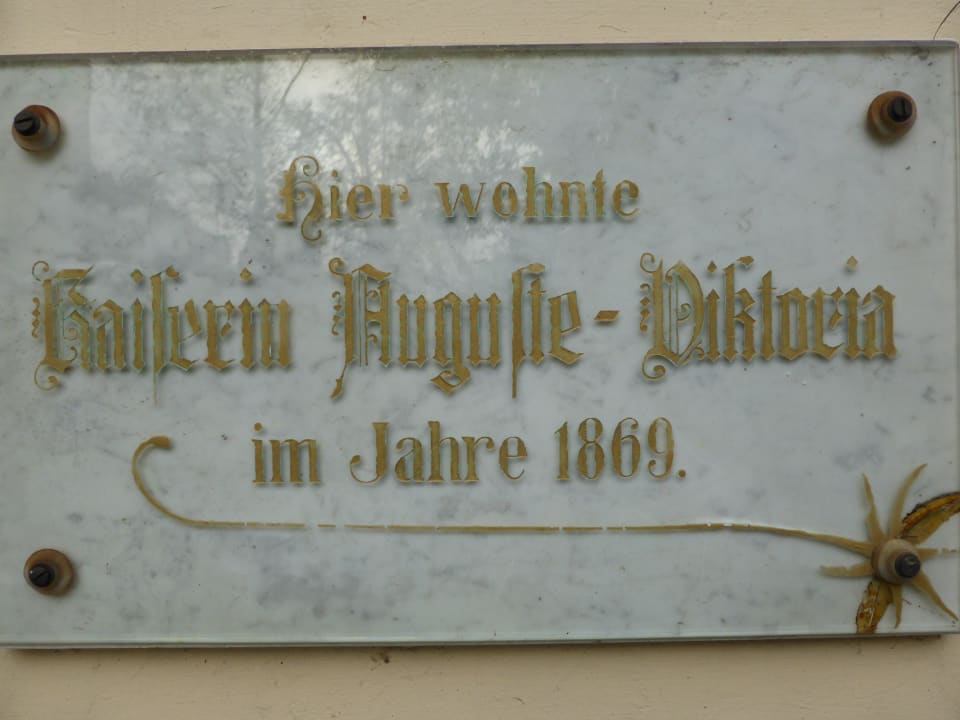 Hier wohnte
Kaiserin Auguste-Viktoria
im Jahre 1869.